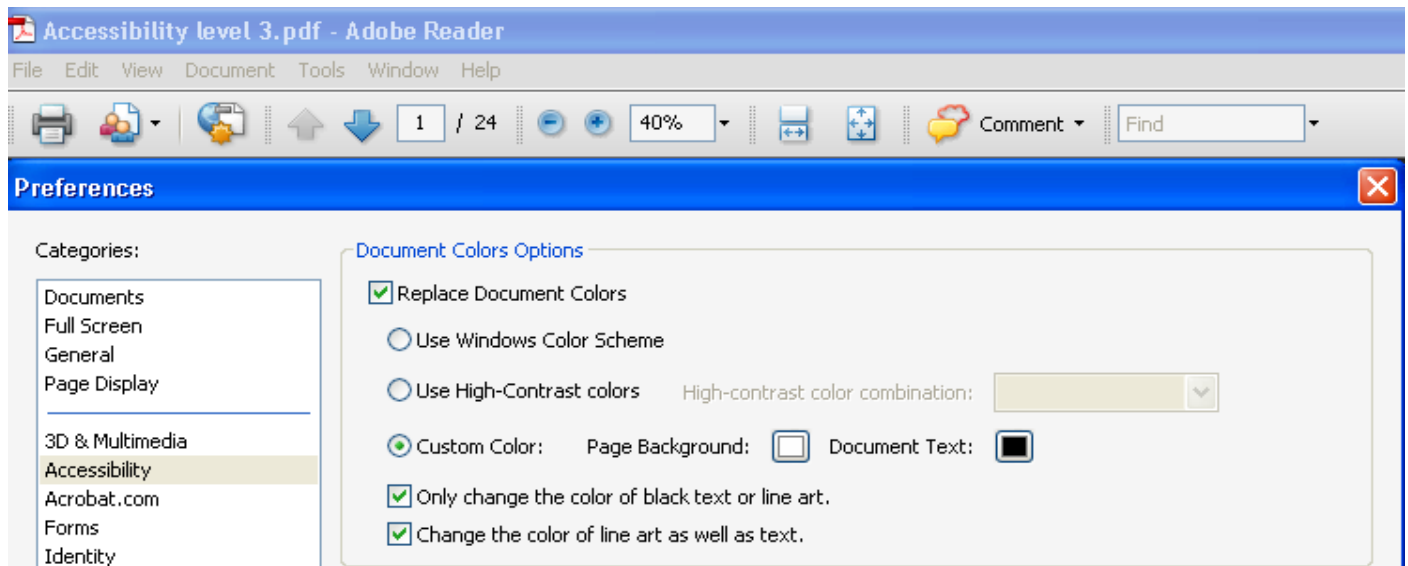 Accessibility level 3.pdf - Adobe Reader
File Edit View Document Tools Window Help
1 / 24 40% Comment Find
Preferences
Categories:
Documents
Full Screen
General
Page Display
3D & Multimedia
Accessibility
Acrobat.com
Forms
Identity
Document Colors Options
Replace Document Colors
Use Windows Color Scheme
Use High-Contrast colors High-contrast color combination:
Custom Color: Page Background: Document Text:
Only change the color of black text or line art.
Change the color of line art as well as text.